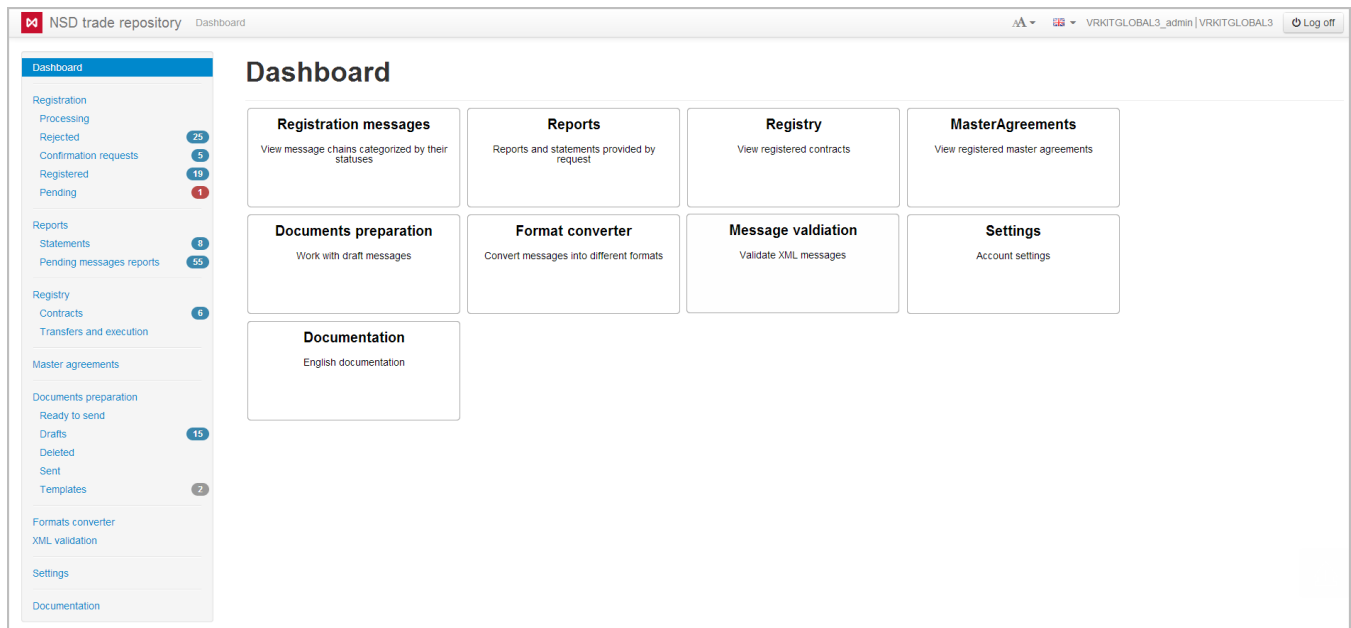 NSD trade repository Dashboard AA VRKITGLOBAL3_admin | VRKITGLOBAL3 Log off
Dashboard
Registration
Processing
Rejected 25
Confirmation requests 5
Registered 19
Pending 1
Reports
Statements 8
Pending messages reports 55
Registry
Contracts 6
Transfers and execution
Master agreements
Documents preparation
Ready to send
Drafts 15
Deleted
Sent
Templates 2
Formats converter
XML validation
Settings
Documentation
Dashboard
Registration messages
View message chains categorized by their
statuses
Reports
Reports and statements provided by
request
Registry
View registered contracts
MasterAgreements
View registered master agreements
Documents preparation
Work with draft messages
Format converter
Convert messages into different formats
Message valdiation
Validate XML messages
Settings
Account settings
Documentation
English documentation